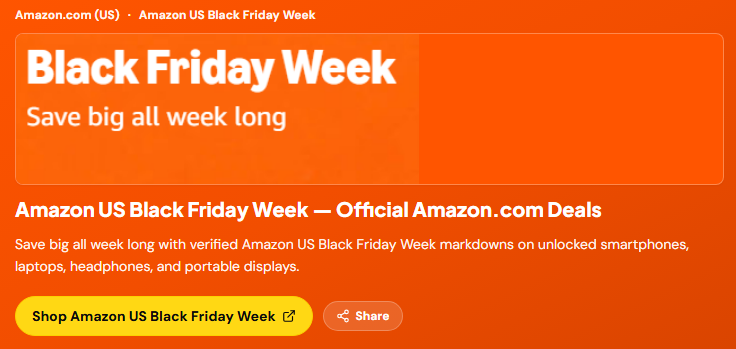 Amazon.com (US) · Amazon US Black Friday Week
Black Friday Week
Save big all week long
Amazon US Black Friday Week — Official Amazon.com Deals
Save big all week long with verified Amazon US Black Friday Week markdowns on unlocked smartphones,
laptops, headphones, and portable displays.
Shop Amazon US Black Friday Week
Share